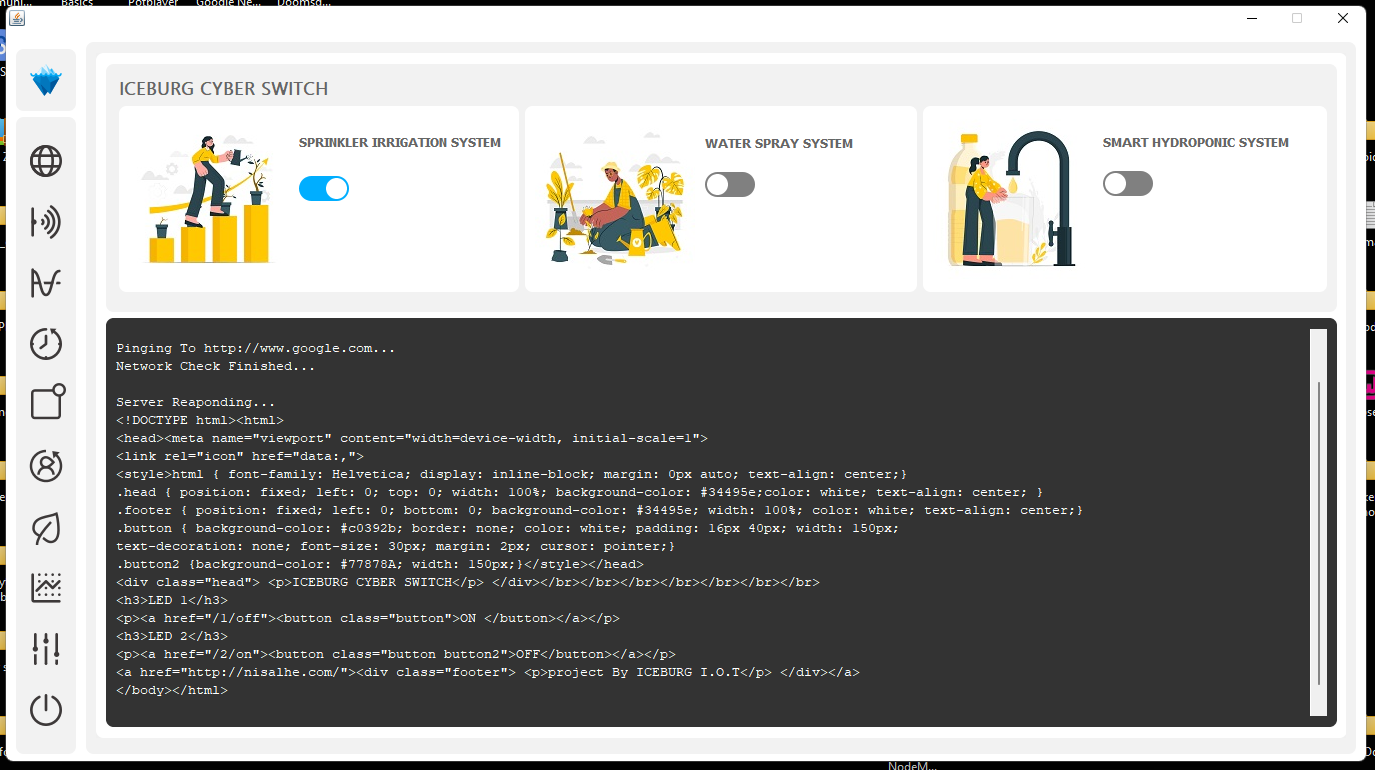 Basics
Potplayer
Google Ne...
Doomsd...
ICEBURG CYBER SWITCH
SPRINKLER IRRIGATION SYSTEM
WATER SPRAY SYSTEM
SMART HYDROPONIC SYSTEM
Pinging To http://www.google.com...
Network Check Finished...
Server Reaponding...
<!DOCTYPE html><html>
<head><meta name="viewport" content="width=device-width, initial-scale=1">
<link rel="icon" href="data:,">
<style>html { font-family: Helvetica; display: inline-block; margin: 0px auto; text-align: center;}
.head { position: fixed; left: 0; top: 0; width: 100%; background-color: #34495e;color: white; text-align: center; }
.footer { position: fixed; left: 0; bottom: 0; background-color: #34495e; width: 100%; color: white; text-align: center;}
.button { background-color: #c0392b; border: none; color: white; padding: 16px 40px; width: 150px;
text-decoration: none; font-size: 30px; margin: 2px; cursor: pointer;}
.button2 {background-color: #77878A; width: 150px;}</style></head>
<div class="head"> <p>ICEBURG CYBER SWITCH</p> </div></br></br></br></br></br></br></br>
<h3>LED 1</h3>
<p><a href="/1/off"><button class="button">ON </button></a></p>
<h3>LED 2</h3>
<p><a href="/2/on"><button class="button button2">OFF</button></a></p>
<a href="http://nisalhe.com/"><div class="footer"> <p>project By ICEBURG I.O.T</p> </div></a>
</body></html>
NodeM...